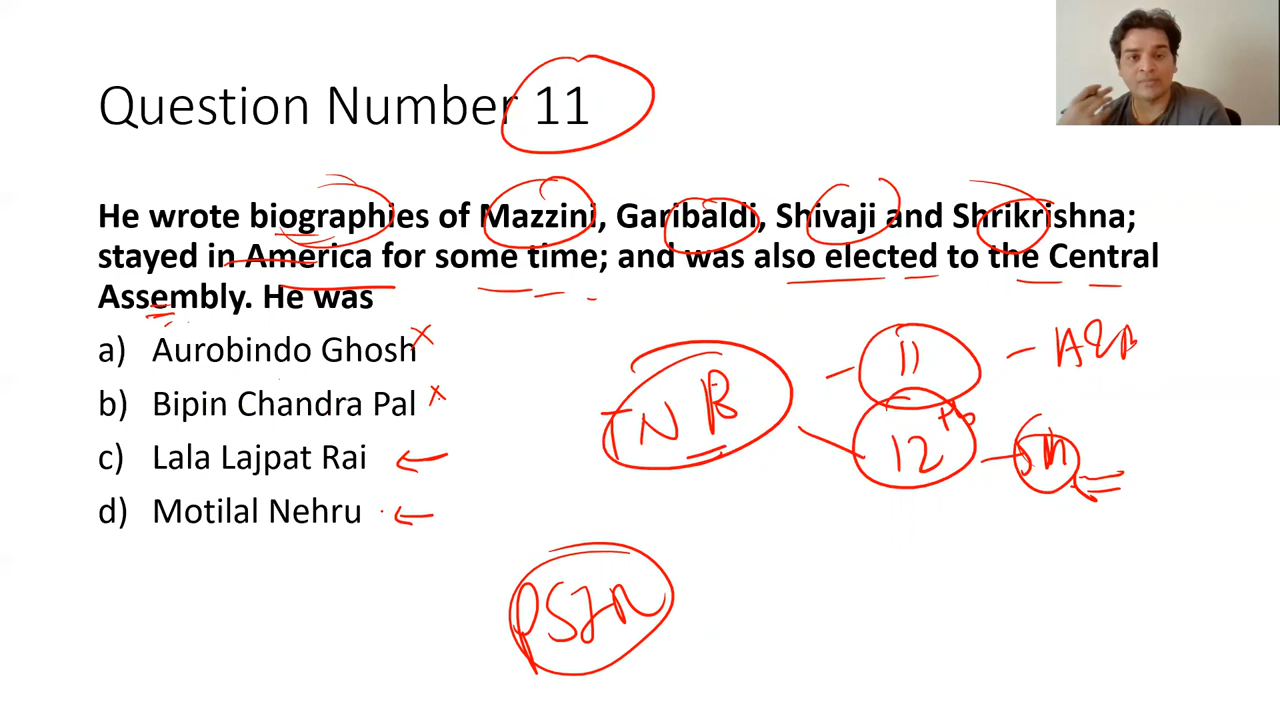 Question Number 11
He wrote biographies of Mazzini, Garibaldi, Shivaji and Shrikrishna;
stayed in America for some time; and was also elected to the Central
Assembly. He was
a) Aurobindo Ghosh x
b) Bipin Chandra Pal x
c) Lala Lajpat Rai
d) Motilal Nehru
TNB
11
12th